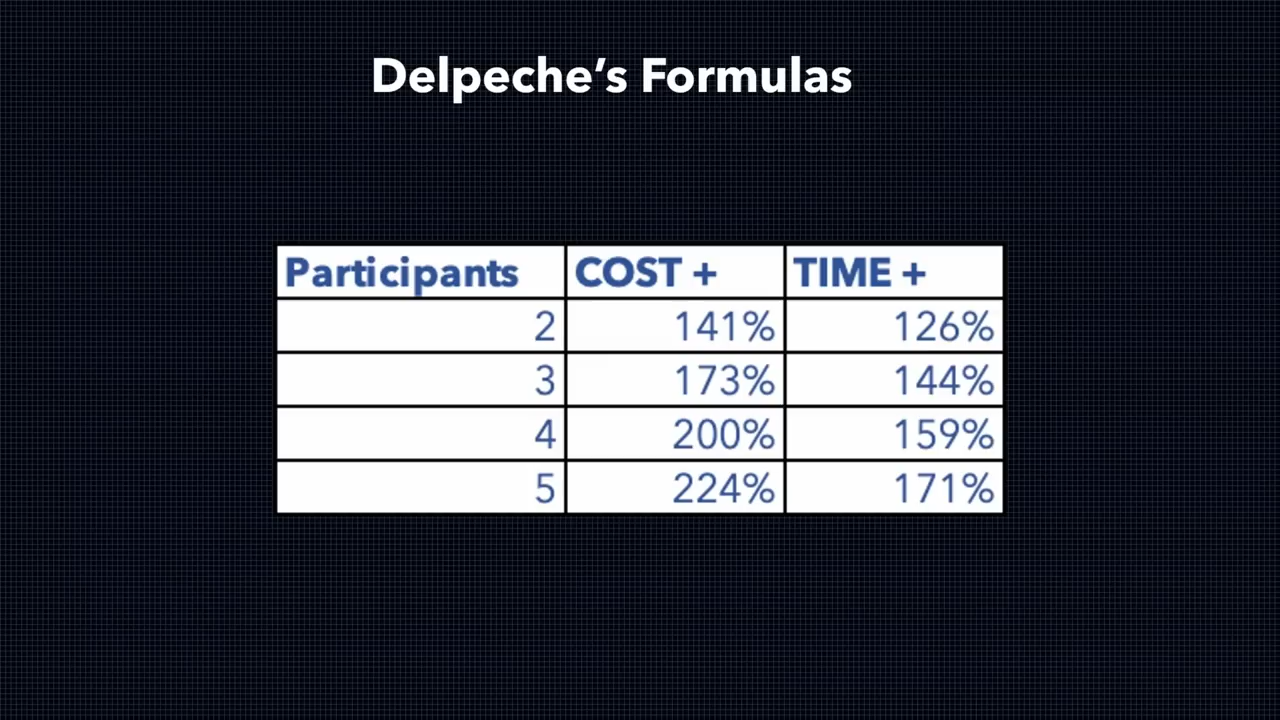 Delpeche’s Formulas
Participants COST + TIME +
2 141% 126%
3 173% 144%
4 200% 159%
5 224% 171%